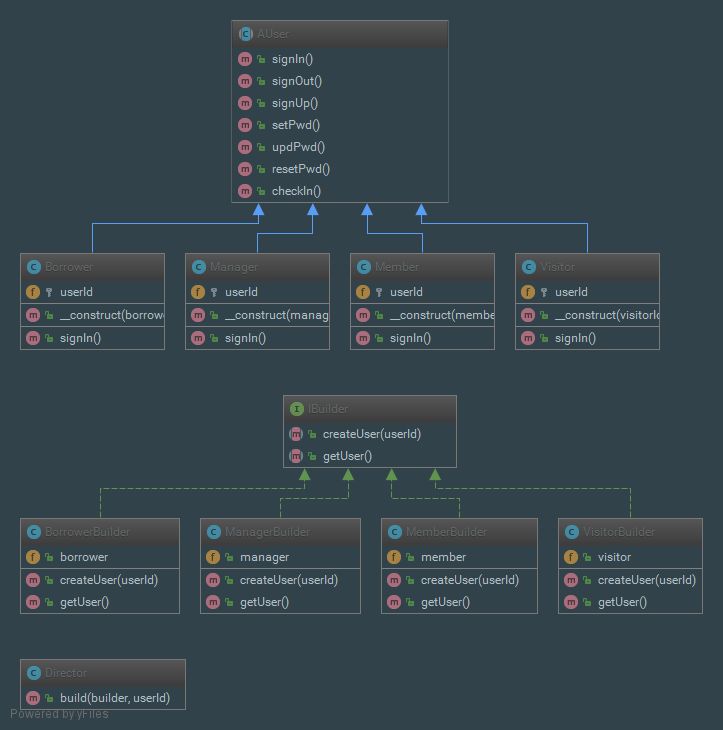 AUser
signIn()
signOut()
signUp()
setPwd()
updPwd()
resetPwd()
checkIn()
Borrower
userId
__construct(borrowe
signIn()
Manager
userId
__construct(manag
signIn()
Member
userId
__construct(membe
signIn()
Visitor
userId
__construct(visitorIc
signIn()
IBuilder
createUser(userId)
getUser()
BorrowerBuilder
borrower
createUser(userId)
getUser()
ManagerBuilder
manager
createUser(userId)
getUser()
MemberBuilder
member
createUser(userId)
getUser()
VisitorBuilder
visitor
createUser(userId)
getUser()
Director
build(builder, userId)
Powered by yFiles